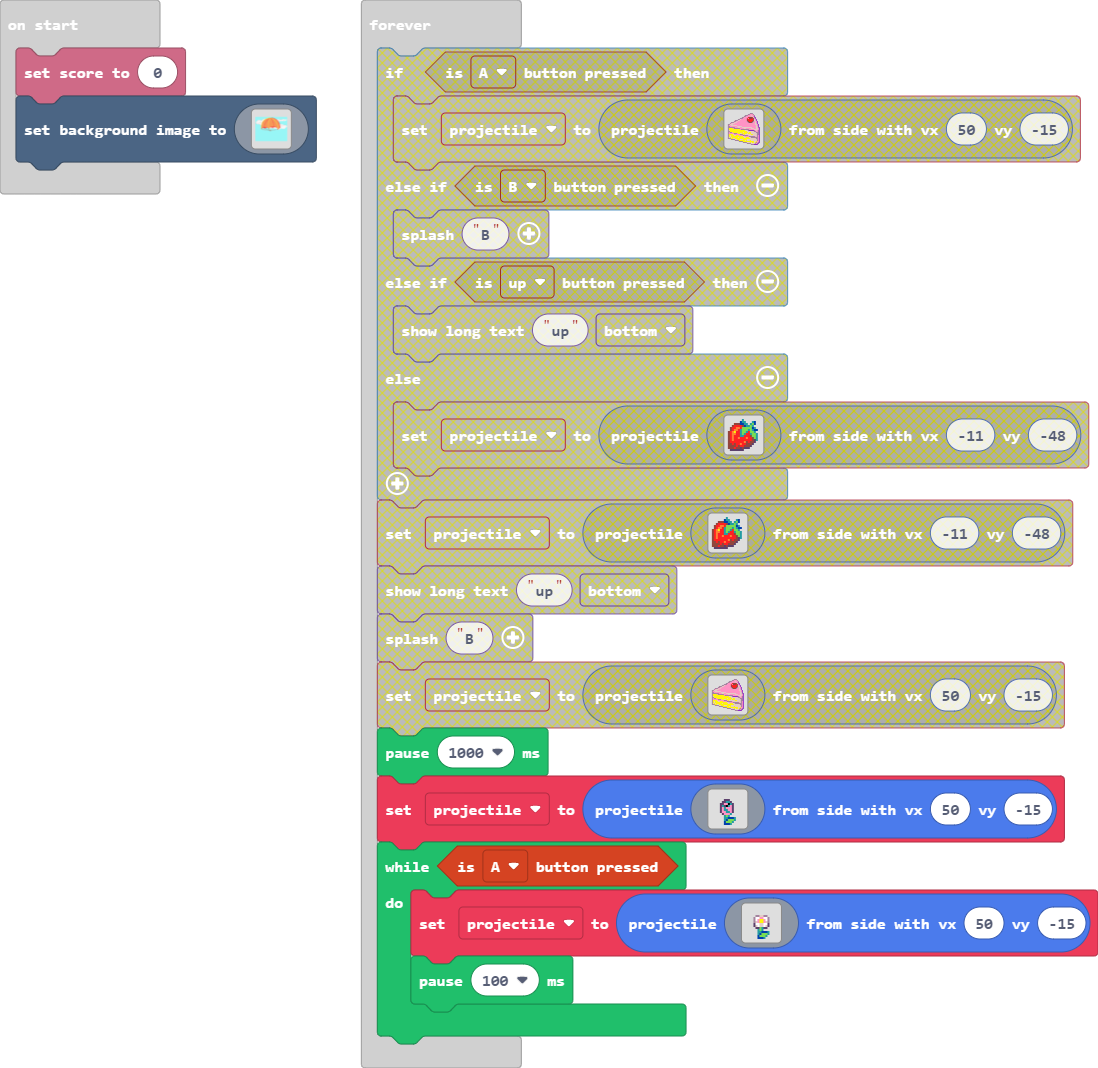 on start
set score to 0
set background image to
forever
if is A button pressed then
set projectile to projectile from side with vx 50 vy -15
else if is B button pressed then
splash "B"
else if is up button pressed then
show long text "up" bottom
else
set projectile to projectile from side with vx -11 vy -48
set projectile to projectile from side with vx -11 vy -48
show long text "up" bottom
splash "B"
set projectile to projectile from side with vx 50 vy -15
pause 1000 ms
set projectile to projectile from side with vx 50 vy -15
while is A button pressed
do
set projectile to projectile from side with vx 50 vy -15
pause 100 ms